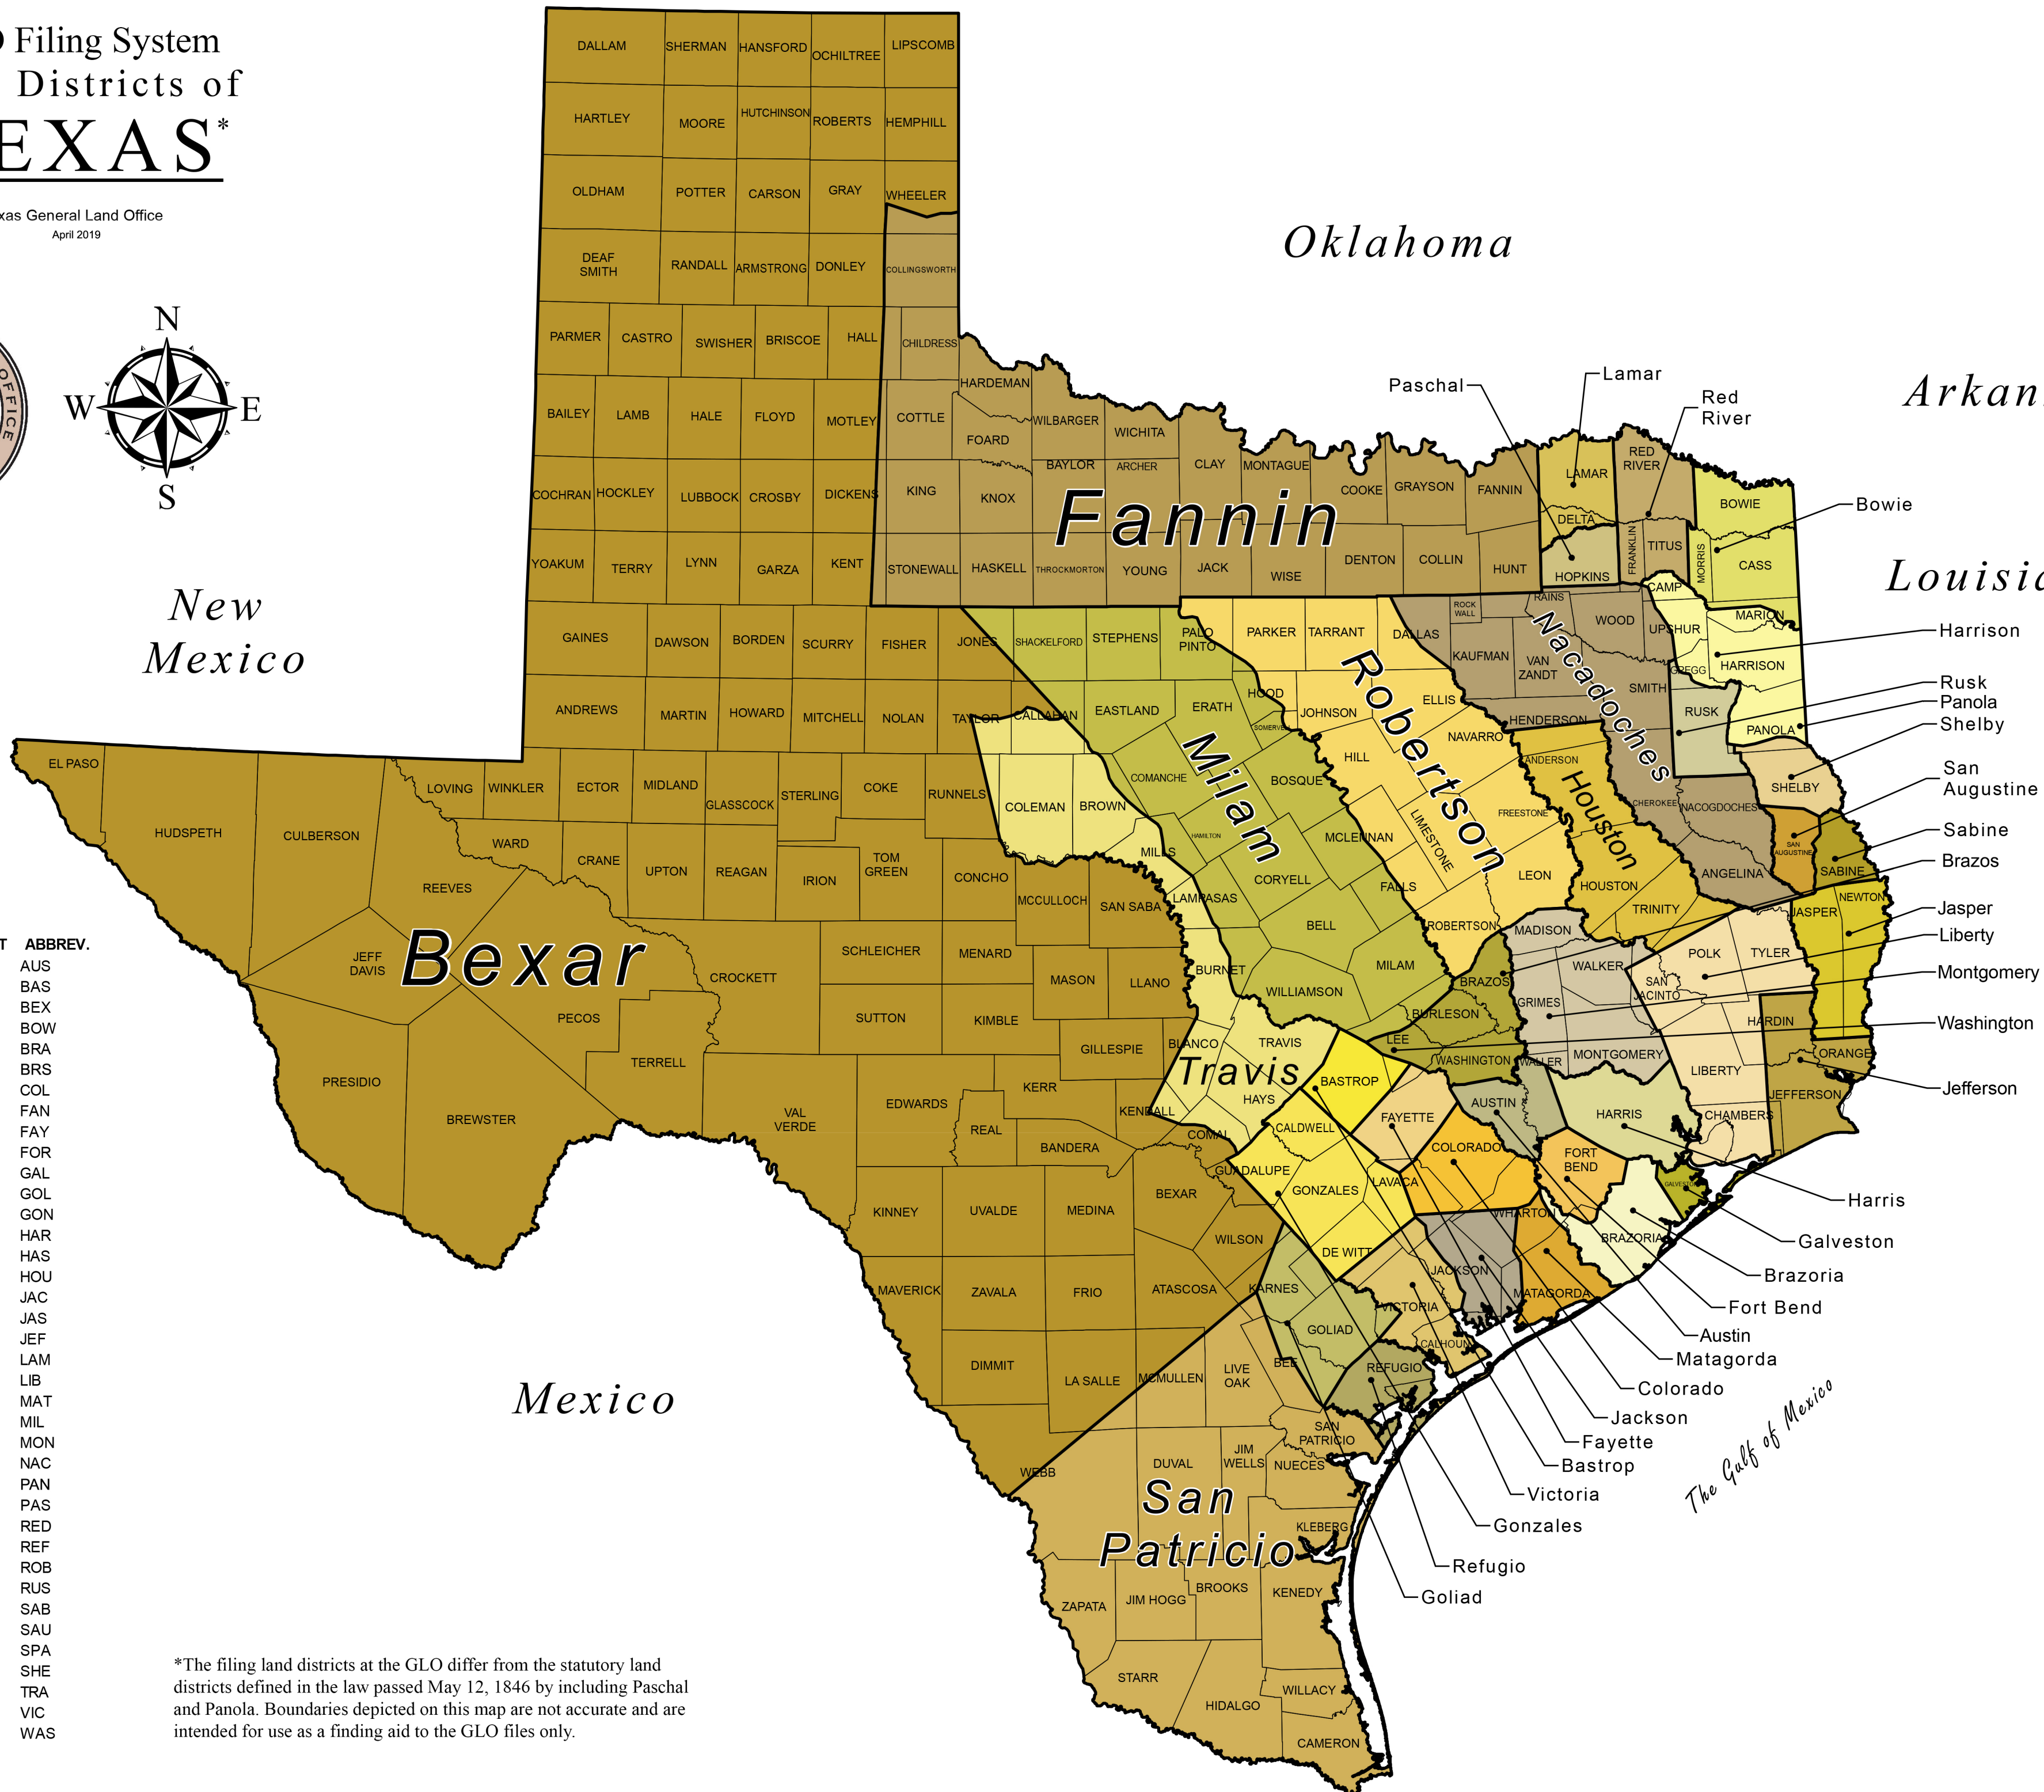 Filing System
Districts of
EXAS*
xas General Land Office
April 2019
OFFICE
N
W
E
S
Oklahoma
Arkan
Louisia
New
Mexico
Mexico
The Gulf of Mexico
DALLAM
SHERMAN
HANSFORD
OCHILTREE
LIPSCOMB
HARTLEY
MOORE
HUTCHINSON
ROBERTS
HEMPHILL
OLDHAM
POTTER
CARSON
GRAY
WHEELER
DEAF
SMITH
RANDALL
ARMSTRONG
DONLEY
COLLINGSWORTH
PARMER
CASTRO
SWISHER
BRISCOE
HALL
CHILDRESS
HARDEMAN
BAILEY
LAMB
HALE
FLOYD
MOTLEY
COTTLE
FOARD
WILBARGER
WICHITA
COCHRAN
HOCKLEY
LUBBOCK
CROSBY
DICKENS
KING
KNOX
BAYLOR
ARCHER
CLAY
MONTAGUE
COOKE
GRAYSON
FANNIN
LAMAR
RED
RIVER
BOWIE
Fannin
DELTA
YOAKUM
TERRY
LYNN
GARZA
KENT
STONEWALL
HASKELL
THROCKMORTON
YOUNG
JACK
WISE
DENTON
COLLIN
HUNT
HOPKINS
FRANKLIN
TITUS
MORRIS
CASS
CAMP
GAINES
DAWSON
BORDEN
SCURRY
FISHER
JONES
SHACKELFORD
STEPHENS
PALO
PINTO
PARKER
TARRANT
DALLAS
ROCK
WALL
RAINS
WOOD
UPSHUR
MARION
KAUFMAN
VAN
ZANDT
SMITH
GREGG
HARRISON
Nacadoches
ANDREWS
MARTIN
HOWARD
MITCHELL
NOLAN
TAYLOR
CALLAHAN
EASTLAND
ERATH
HOOD
SOMERVELL
JOHNSON
ELLIS
HENDERSON
RUSK
PANOLA
Robertson
Milam
NAVARRO
HILL
ANDERSON
CHEROKEE
NACOGDOCHES
SHELBY
Houston
EL PASO
HUDSPETH
CULBERSON
LOVING
WINKLER
ECTOR
MIDLAND
GLASSCOCK
STERLING
COKE
RUNNELS
COLEMAN
BROWN
COMANCHE
BOSQUE
HAMILTON
MCLENNAN
LIMESTONE
FREESTONE
REEVES
WARD
CRANE
UPTON
REAGAN
IRION
TOM
GREEN
CONCHO
MCCULLOCH
SAN SABA
MILLS
LAMPASAS
CORYELL
FALLS
LEON
HOUSTON
ANGELINA
SAN
AUGUSTINE
SABINE
TRINITY
NEWTON
JASPER
Bexar
JEFF
DAVIS
PECOS
CROCKETT
SCHLEICHER
MENARD
MASON
LLANO
BURNET
BELL
WILLIAMSON
MILAM
ROBERTSON
MADISON
WALKER
BRAZOS
GRIMES
SAN
JACINTO
POLK
TYLER
HARDIN
PRESIDIO
BREWSTER
TERRELL
SUTTON
KIMBLE
GILLESPIE
BLANCO
TRAVIS
Travis
HAYS
LEE
BURLESON
WASHINGTON
WALLER
MONTGOMERY
LIBERTY
ORANGE
JEFFERSON
CHAMBERS
VAL
VERDE
EDWARDS
REAL
KERR
KENDALL
BANDERA
COMAL
CALDWELL
BASTROP
FAYETTE
AUSTIN
HARRIS
COLORADO
FORT
BEND
GALVESTON
GUADALUPE
GONZALES
LAVACA
WHARTON
BRAZORIA
KINNEY
UVALDE
MEDINA
BEXAR
WILSON
DE WITT
JACKSON
MATAGORDA
MAVERICK
ZAVALA
FRIO
ATASCOSA
KARNES
VICTORIA
GOLIAD
CALHOUN
BEE
REFUGIO
DIMMIT
LA SALLE
MCMULLEN
LIVE
OAK
SAN
PATRICIO
WEBB
DUVAL
JIM
WELLS
NUECES
San
Patricio
KLEBERG
ZAPATA
JIM HOGG
BROOKS
KENEDY
STARR
HIDALGO
WILLACY
CAMERON
Paschal
Lamar
Red
River
Bowie
Harrison
Rusk
Panola
Shelby
San
Augustine
Sabine
Brazos
Jasper
Liberty
Montgomery
Washington
Jefferson
Harris
Galveston
Brazoria
Fort Bend
Austin
Matagorda
Colorado
Jackson
Fayette
Bastrop
Victoria
Gonzales
Refugio
Goliad
T ABBREV.
AUS
BAS
BEX
BOW
BRA
BRS
COL
FAN
FAY
FOR
GAL
GOL
GON
HAR
HAS
HOU
JAC
JAS
JEF
LAM
LIB
MAT
MIL
MON
NAC
PAN
PAS
RED
REF
ROB
RUS
SAB
SAU
SPA
SHE
TRA
VIC
WAS
*The filing land districts at the GLO differ from the statutory land
districts defined in the law passed May 12, 1846 by including Paschal
and Panola. Boundaries depicted on this map are not accurate and are
intended for use as a finding aid to the GLO files only.